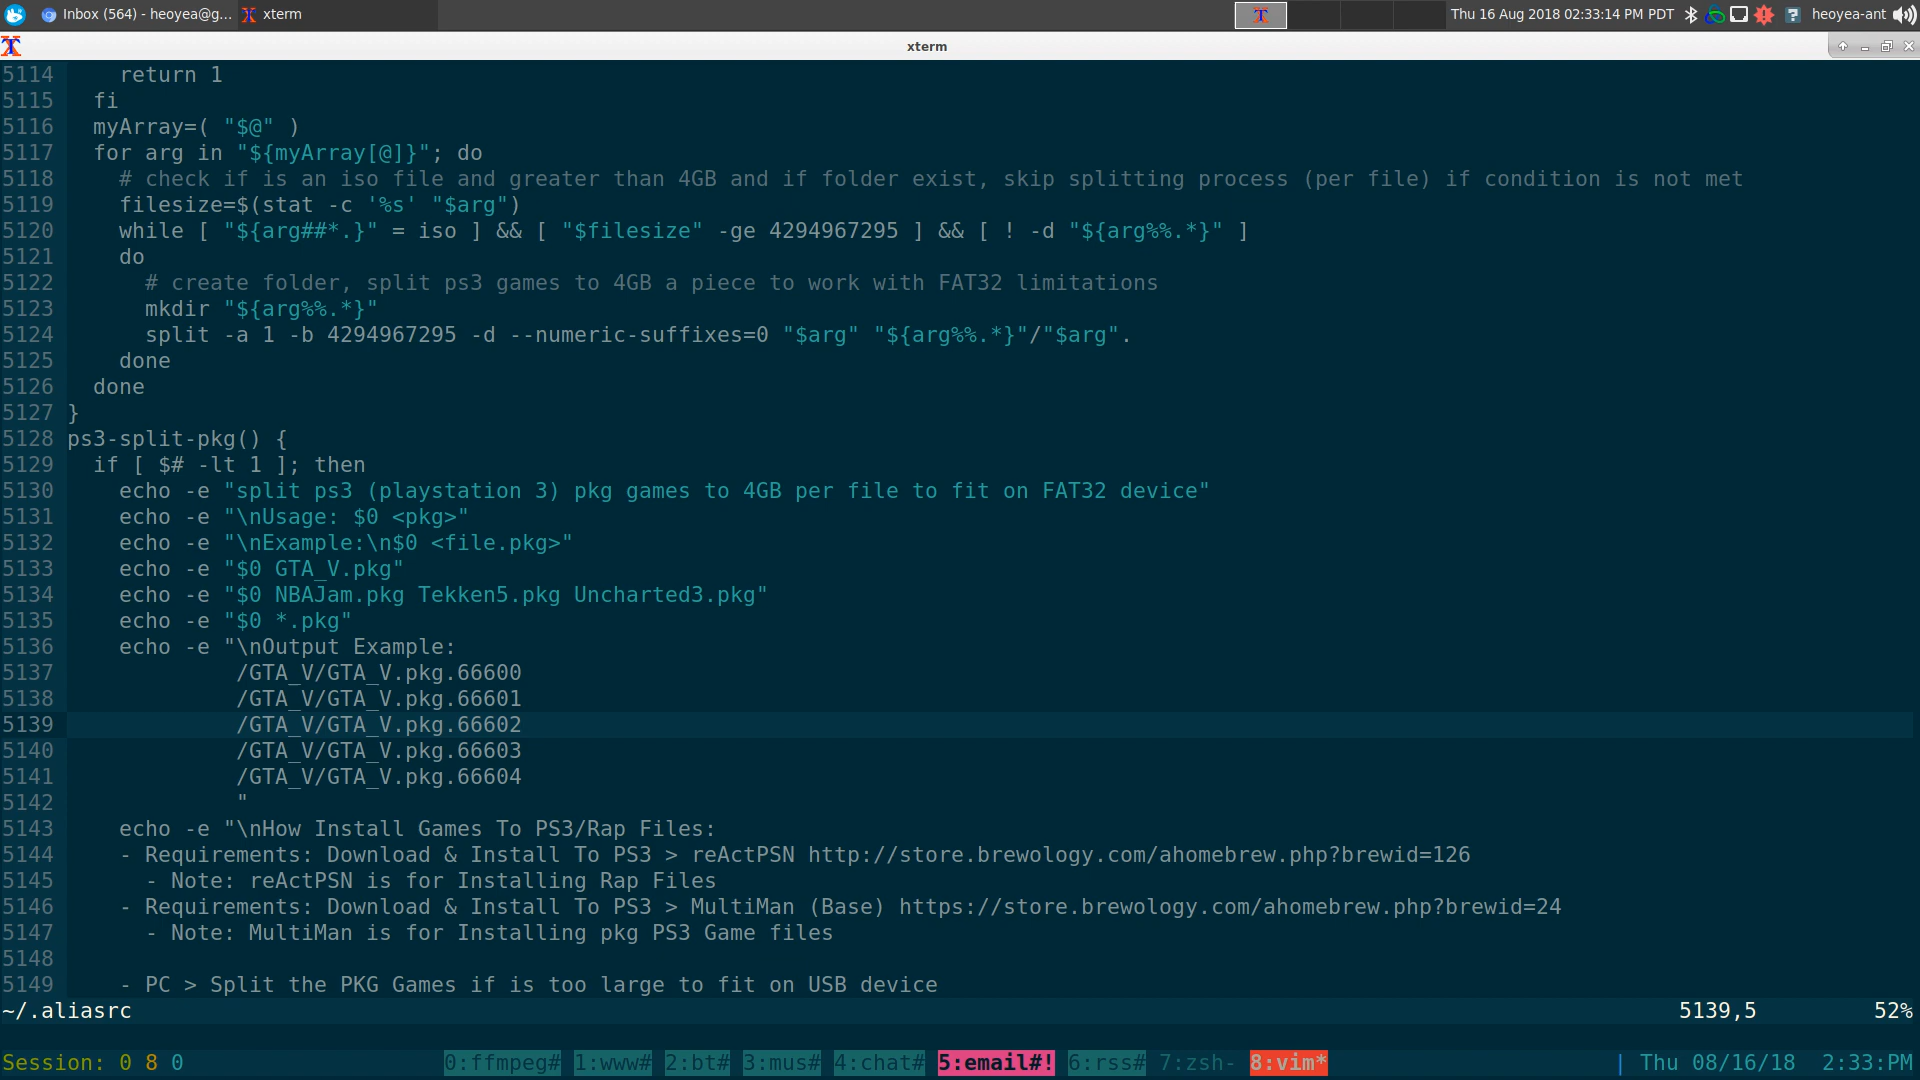 Inbox (564) - heoyea@g... xterm Thu 16 Aug 2018 02:33:14 PM PDT heoyea-ant
xterm
5114     return 1
5115   fi
5116   myArray=( "$@" )
5117   for arg in "${myArray[@]}"; do
5118     # check if is an iso file and greater than 4GB and if folder exist, skip splitting process (per file) if condition is not met
5119     filesize=$(stat -c '%s' "$arg")
5120     while [ "${arg##*.}" = iso ] && [ "$filesize" -ge 4294967295 ] && [ ! -d "${arg%%.*}" ]
5121     do
5122       # create folder, split ps3 games to 4GB a piece to work with FAT32 limitations
5123       mkdir "${arg%%.*}"
5124       split -a 1 -b 4294967295 -d --numeric-suffixes=0 "$arg" "${arg%%.*}"/"$arg".
5125     done
5126   done
5127 }
5128 ps3-split-pkg() {
5129   if [ $# -lt 1 ]; then
5130     echo -e "split ps3 (playstation 3) pkg games to 4GB per file to fit on FAT32 device"
5131     echo -e "\nUsage: $0 <pkg>"
5132     echo -e "\nExample:\n$0 <file.pkg>"
5133     echo -e "$0 GTA_V.pkg"
5134     echo -e "$0 NBAJam.pkg Tekken5.pkg Uncharted3.pkg"
5135     echo -e "$0 *.pkg"
5136     echo -e "\nOutput Example:
5137              /GTA_V/GTA_V.pkg.66600
5138              /GTA_V/GTA_V.pkg.66601
5139              /GTA_V/GTA_V.pkg.66602
5140              /GTA_V/GTA_V.pkg.66603
5141              /GTA_V/GTA_V.pkg.66604
5142              "
5143     echo -e "\nHow Install Games To PS3/Rap Files:
5144     - Requirements: Download & Install To PS3 > reActPSN http://store.brewology.com/ahomebrew.php?brewid=126
5145       - Note: reActPSN is for Installing Rap Files
5146     - Requirements: Download & Install To PS3 > MultiMan (Base) https://store.brewology.com/ahomebrew.php?brewid=24
5147       - Note: MultiMan is for Installing pkg PS3 Game files
5148
5149     - PC > Split the PKG Games if is too large to fit on USB device
~/.aliasrc 5139,5 52%
Session: 0 8 0 0:ffmpeg# 1:www# 2:bt# 3:mus# 4:chat# 5:email#! 6:rss# 7:zsh- 8:vim* | Thu 08/16/18 2:33:PM